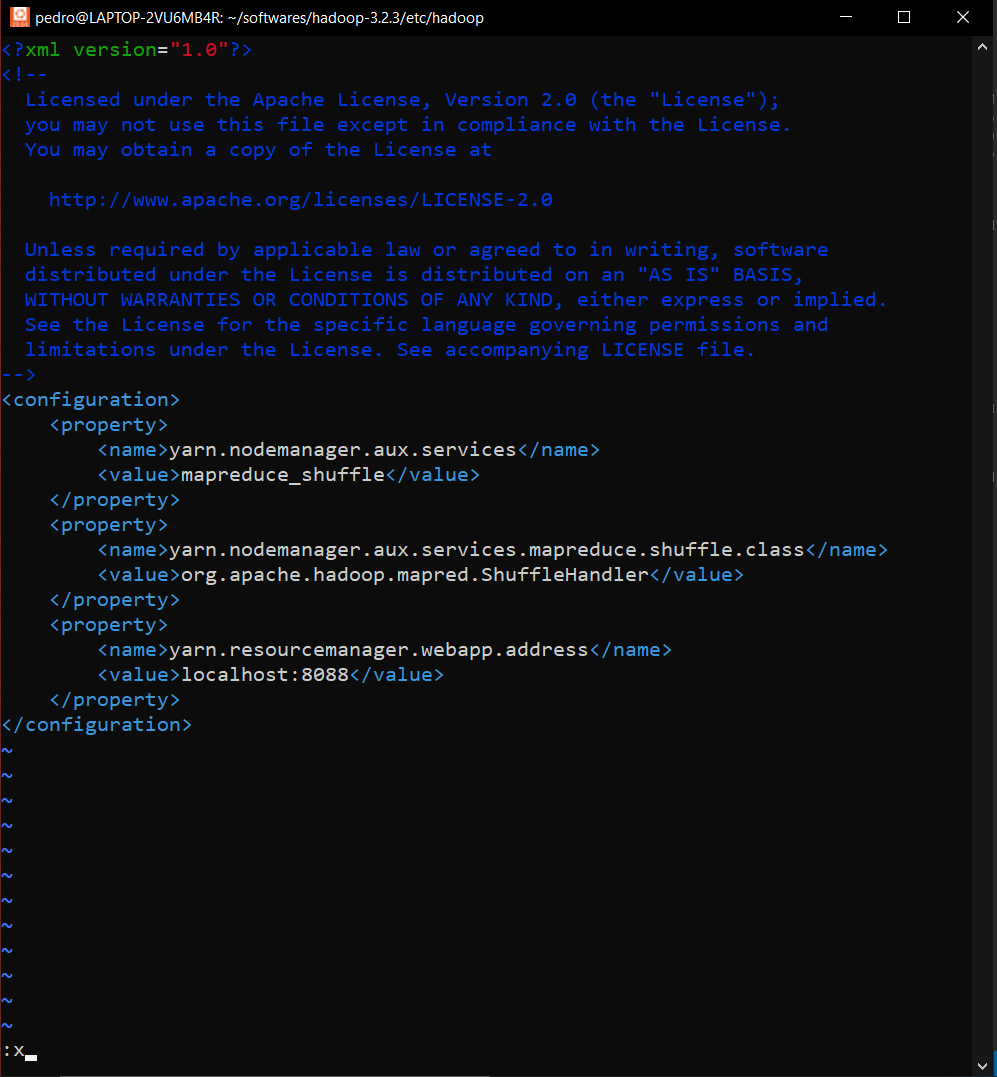 pedro@LAPTOP-2VU6MB4R: ~/softwares/hadoop-3.2.3/etc/hadoop
<?xml version="1.0"?>
<!--
  Licensed under the Apache License, Version 2.0 (the "License");
  you may not use this file except in compliance with the License.
  You may obtain a copy of the License at

    http://www.apache.org/licenses/LICENSE-2.0

  Unless required by applicable law or agreed to in writing, software
  distributed under the License is distributed on an "AS IS" BASIS,
  WITHOUT WARRANTIES OR CONDITIONS OF ANY KIND, either express or implied.
  See the License for the specific language governing permissions and
  limitations under the License. See accompanying LICENSE file.
-->
<configuration>
    <property>
        <name>yarn.nodemanager.aux.services</name>
        <value>mapreduce_shuffle</value>
    </property>
    <property>
        <name>yarn.nodemanager.aux.services.mapreduce.shuffle.class</name>
        <value>org.apache.hadoop.mapred.ShuffleHandler</value>
    </property>
    <property>
        <name>yarn.resourcemanager.webapp.address</name>
        <value>localhost:8088</value>
    </property>
</configuration>
~
~
~
~
~
~
~
~
~
~
~
~
:x